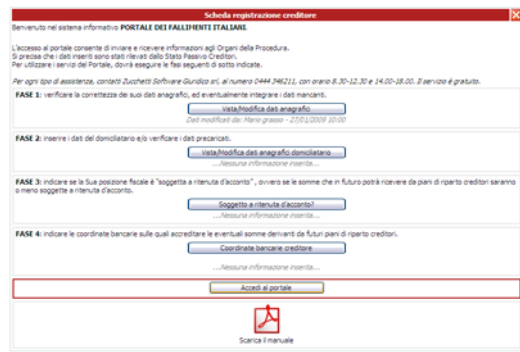 Scheda registrazione creditore
Benvenuto nel sistema informativo PORTALE DEI FALLIMENTI ITALIANI.
L'accesso al portale consente di inviare e ricevere informazioni agli Organi della Procedura.
Si precisa che i dati inseriti sono stati rilevati dallo Stato Passivo Creditori.
Per utilizzare i servizi del Portale, dovrà eseguire le fasi seguenti di sotto indicate.
Per ogni tipo di assistenza, contatti Zucchetti Software Giuridico srl, al numero 0444 346211, con orario 8.30-12.30 e 14.00-18.00. Il servizio è gratuito.
FASE 1: verificare la correttezza dei suoi dati anagrafici, ed eventualmente integrare i dati mancanti.
Vista/Modifica dati anagrafici
Dati modificati da: Mario grasso - 27/01/2009 10:00
FASE 2: inserire i dati del domiciliatario e/o verificare i dati precaricati.
Vista/Modifica dati anagrafici domiciliatario
...Nessuna informazione inserita...
FASE 3: indicare se la Sua posizione fiscale è "soggetta a ritenuta d'acconto" , ovvero se le somme che in futuro potrà ricevere da piani di riparto creditori saranno
o meno soggette a ritenuta d'acconto.
Soggetto a ritenuta d'acconto?
...Nessuna informazione inserita...
FASE 4: indicare le coordinate bancarie sulle quali accreditare le eventuali somme derivanti da futuri piani di riparto creditori.
Coordinate bancarie creditore
...Nessuna informazione inserita...
Accedi al portale
Scarica il manuale